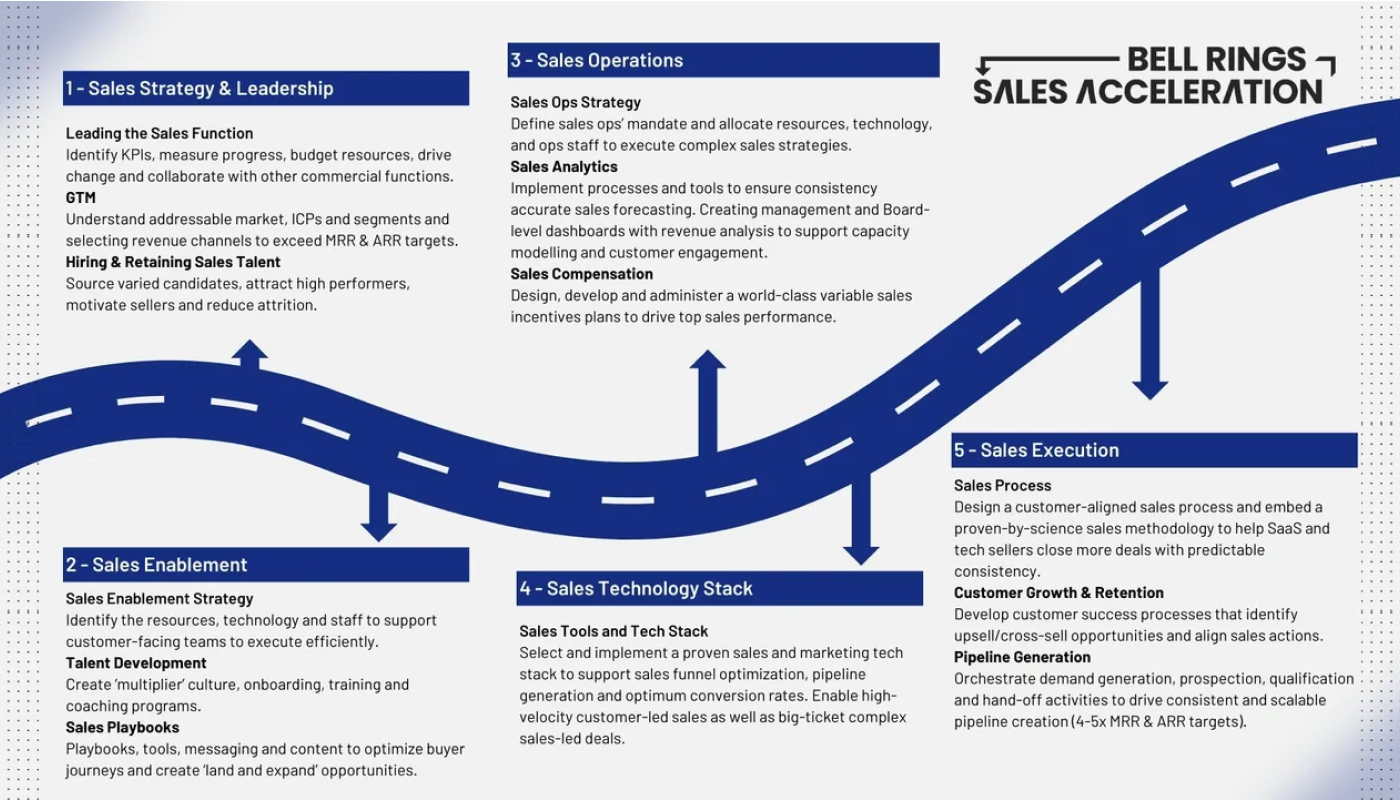 1 - Sales Strategy & Leadership
Leading the Sales Function
Identify KPIs, measure progress, budget resources, drive
change and collaborate with other commercial functions.
GTM
Understand addressable market, ICPs and segments and
selecting revenue channels to exceed MRR & ARR targets.
Hiring & Retaining Sales Talent
Source varied candidates, attract high performers,
motivate sellers and reduce attrition.
2 - Sales Enablement
Sales Enablement Strategy
Identify the resources, technology and staff to support
customer-facing teams to execute efficiently.
Talent Development
Create ‘multiplier’ culture, onboarding, training and
coaching programs.
Sales Playbooks
Playbooks, tools, messaging and content to optimize buyer
journeys and create ‘land and expand’ opportunities.
3 - Sales Operations
Sales Ops Strategy
Define sales ops’ mandate and allocate resources, technology,
and ops staff to execute complex sales strategies.
Sales Analytics
Implement processes and tools to ensure consistency
accurate sales forecasting. Creating management and Board-
level dashboards with revenue analysis to support capacity
modelling and customer engagement.
Sales Compensation
Design, develop and administer a world-class variable sales
incentives plans to drive top sales performance.
4 - Sales Technology Stack
Sales Tools and Tech Stack
Select and implement a proven sales and marketing tech
stack to support sales funnel optimization, pipeline
generation and optimum conversion rates. Enable high-
velocity customer-led sales as well as big-ticket complex
sales-led deals.
BELL RINGS
SALES ACCELERATION
5 - Sales Execution
Sales Process
Design a customer-aligned sales process and embed a
proven-by-science sales methodology to help SaaS and
tech sellers close more deals with predictable
consistency.
Customer Growth & Retention
Develop customer success processes that identify
upsell/cross-sell opportunities and align sales actions.
Pipeline Generation
Orchestrate demand generation, prospection, qualification
and hand-off activities to drive consistent and scalable
pipeline creation (4-5x MRR & ARR targets).